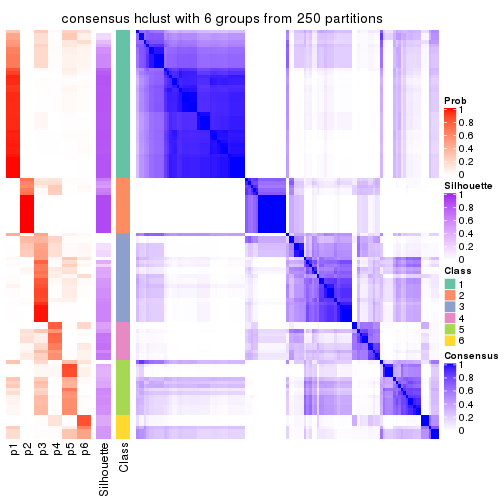 consensus hclust with 6 groups from 250 partitions
Prob
1
0.8
0.6
0.4
0.2
0
Silhouette
1
0.8
0.6
0.4
0.2
0
Class
1
2
3
4
5
6
Consensus
1
0.8
0.6
0.4
0.2
0
p1
p2
p3
p4
p5
p6
Silhouette
Class